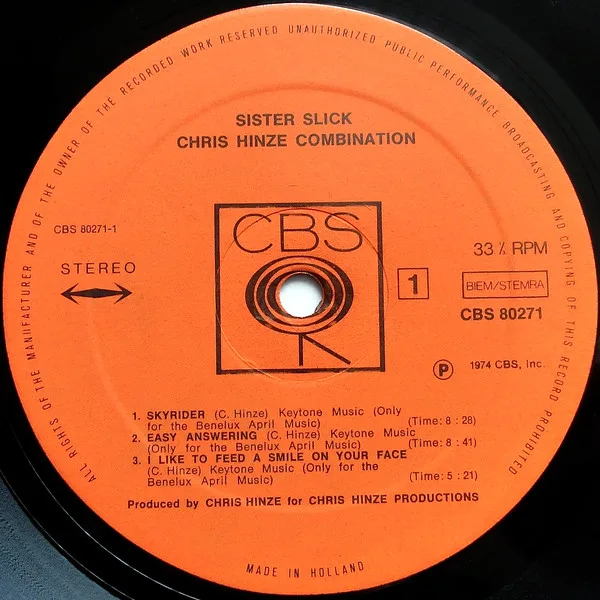 ALL RIGHTS OF THE MANUFACTURER AND OF THE OWNER OF THE RECORDED WORK RESERVED UNAUTHORIZED PUBLIC PERFORMANCE BROADCASTING AND COPYING OF THIS RECORD PROHIBITED
SISTER SLICK
CHRIS HINZE COMBINATION
CBS 80271-1
STEREO
CBS
33⅓ RPM
1
BIEM/STEMRA
CBS 80271
Ⓟ 1974 CBS, Inc.
1. SKYRIDER (C. Hinze) Keytone Music (Only
for the Benelux April Music) (Time: 8 : 28)
2. EASY ANSWERING (C. Hinze) Keytone Music
(Only for the Benelux April Music) (Time: 8 : 41)
3. I LIKE TO FEED A SMILE ON YOUR FACE
(C. Hinze) Keytone Music (Only for the
Benelux April Music) (Time: 5 : 21)
Produced by CHRIS HINZE for CHRIS HINZE PRODUCTIONS
MADE IN HOLLAND